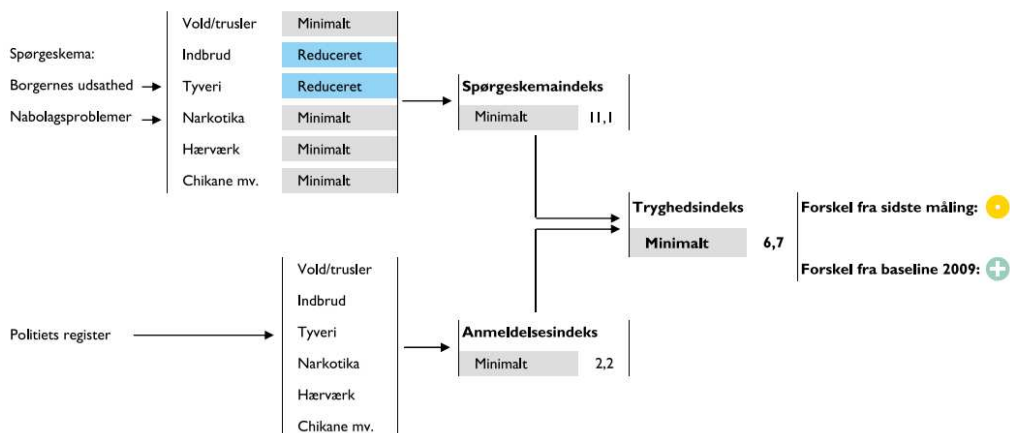 Spørgeskema:
Borgernes udsathed
Nabolagsproblemer
Vold/trusler Minimalt
Indbrud Reduceret
Tyveri Reduceret
Narkotika Minimalt
Hærværk Minimalt
Chikane mv. Minimalt
Spørgeskemaindeks
Minimalt 11,1
Politiets register
Vold/trusler
Indbrud
Tyveri
Narkotika
Hærværk
Chikane mv.
Anmeldelsesindeks
Minimalt 2,2
Tryghedsindeks
Minimalt 6,7
Forskel fra sidste måling:
Forskel fra baseline 2009: